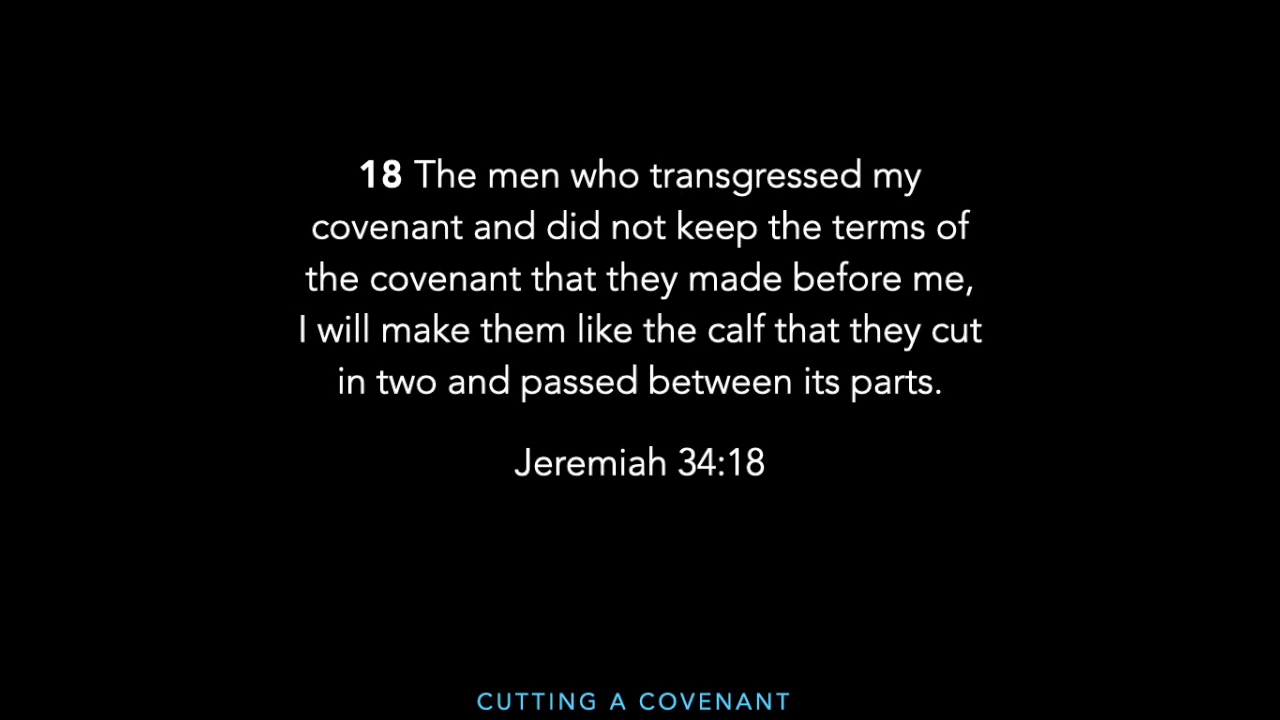 18 The men who transgressed my
covenant and did not keep the terms of
the covenant that they made before me,
I will make them like the calf that they cut
in two and passed between its parts.
Jeremiah 34:18
CUTTING A COVENANT